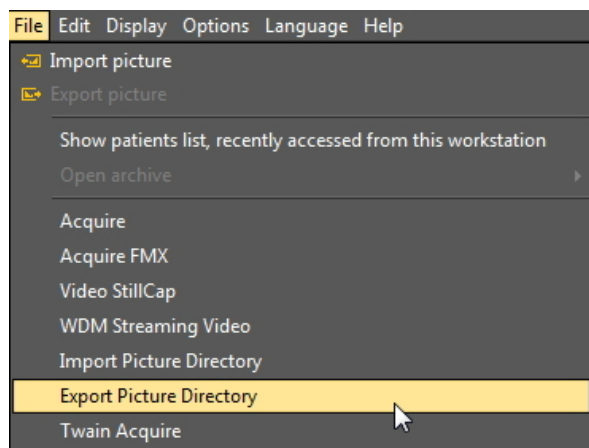 File Edit Display Options Language Help
Import picture
Export picture
Show patients list, recently accessed from this workstation
Open archive
Acquire
Acquire FMX
Video StillCap
WDM Streaming Video
Import Picture Directory
Export Picture Directory
Twain Acquire